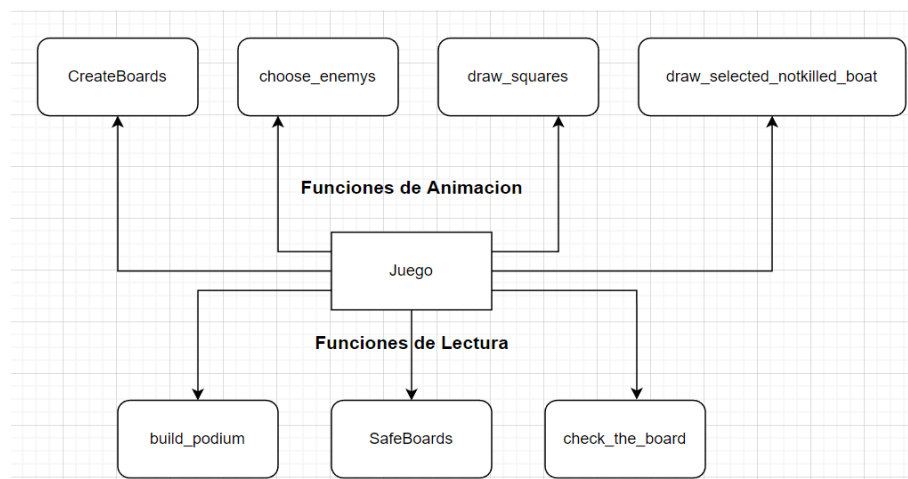 CreateBoards
choose_enemys
draw_squares
draw_selected_notkilled_boat
Funciones de Animacion
Juego
Funciones de Lectura
build_podium
SafeBoards
check_the_board